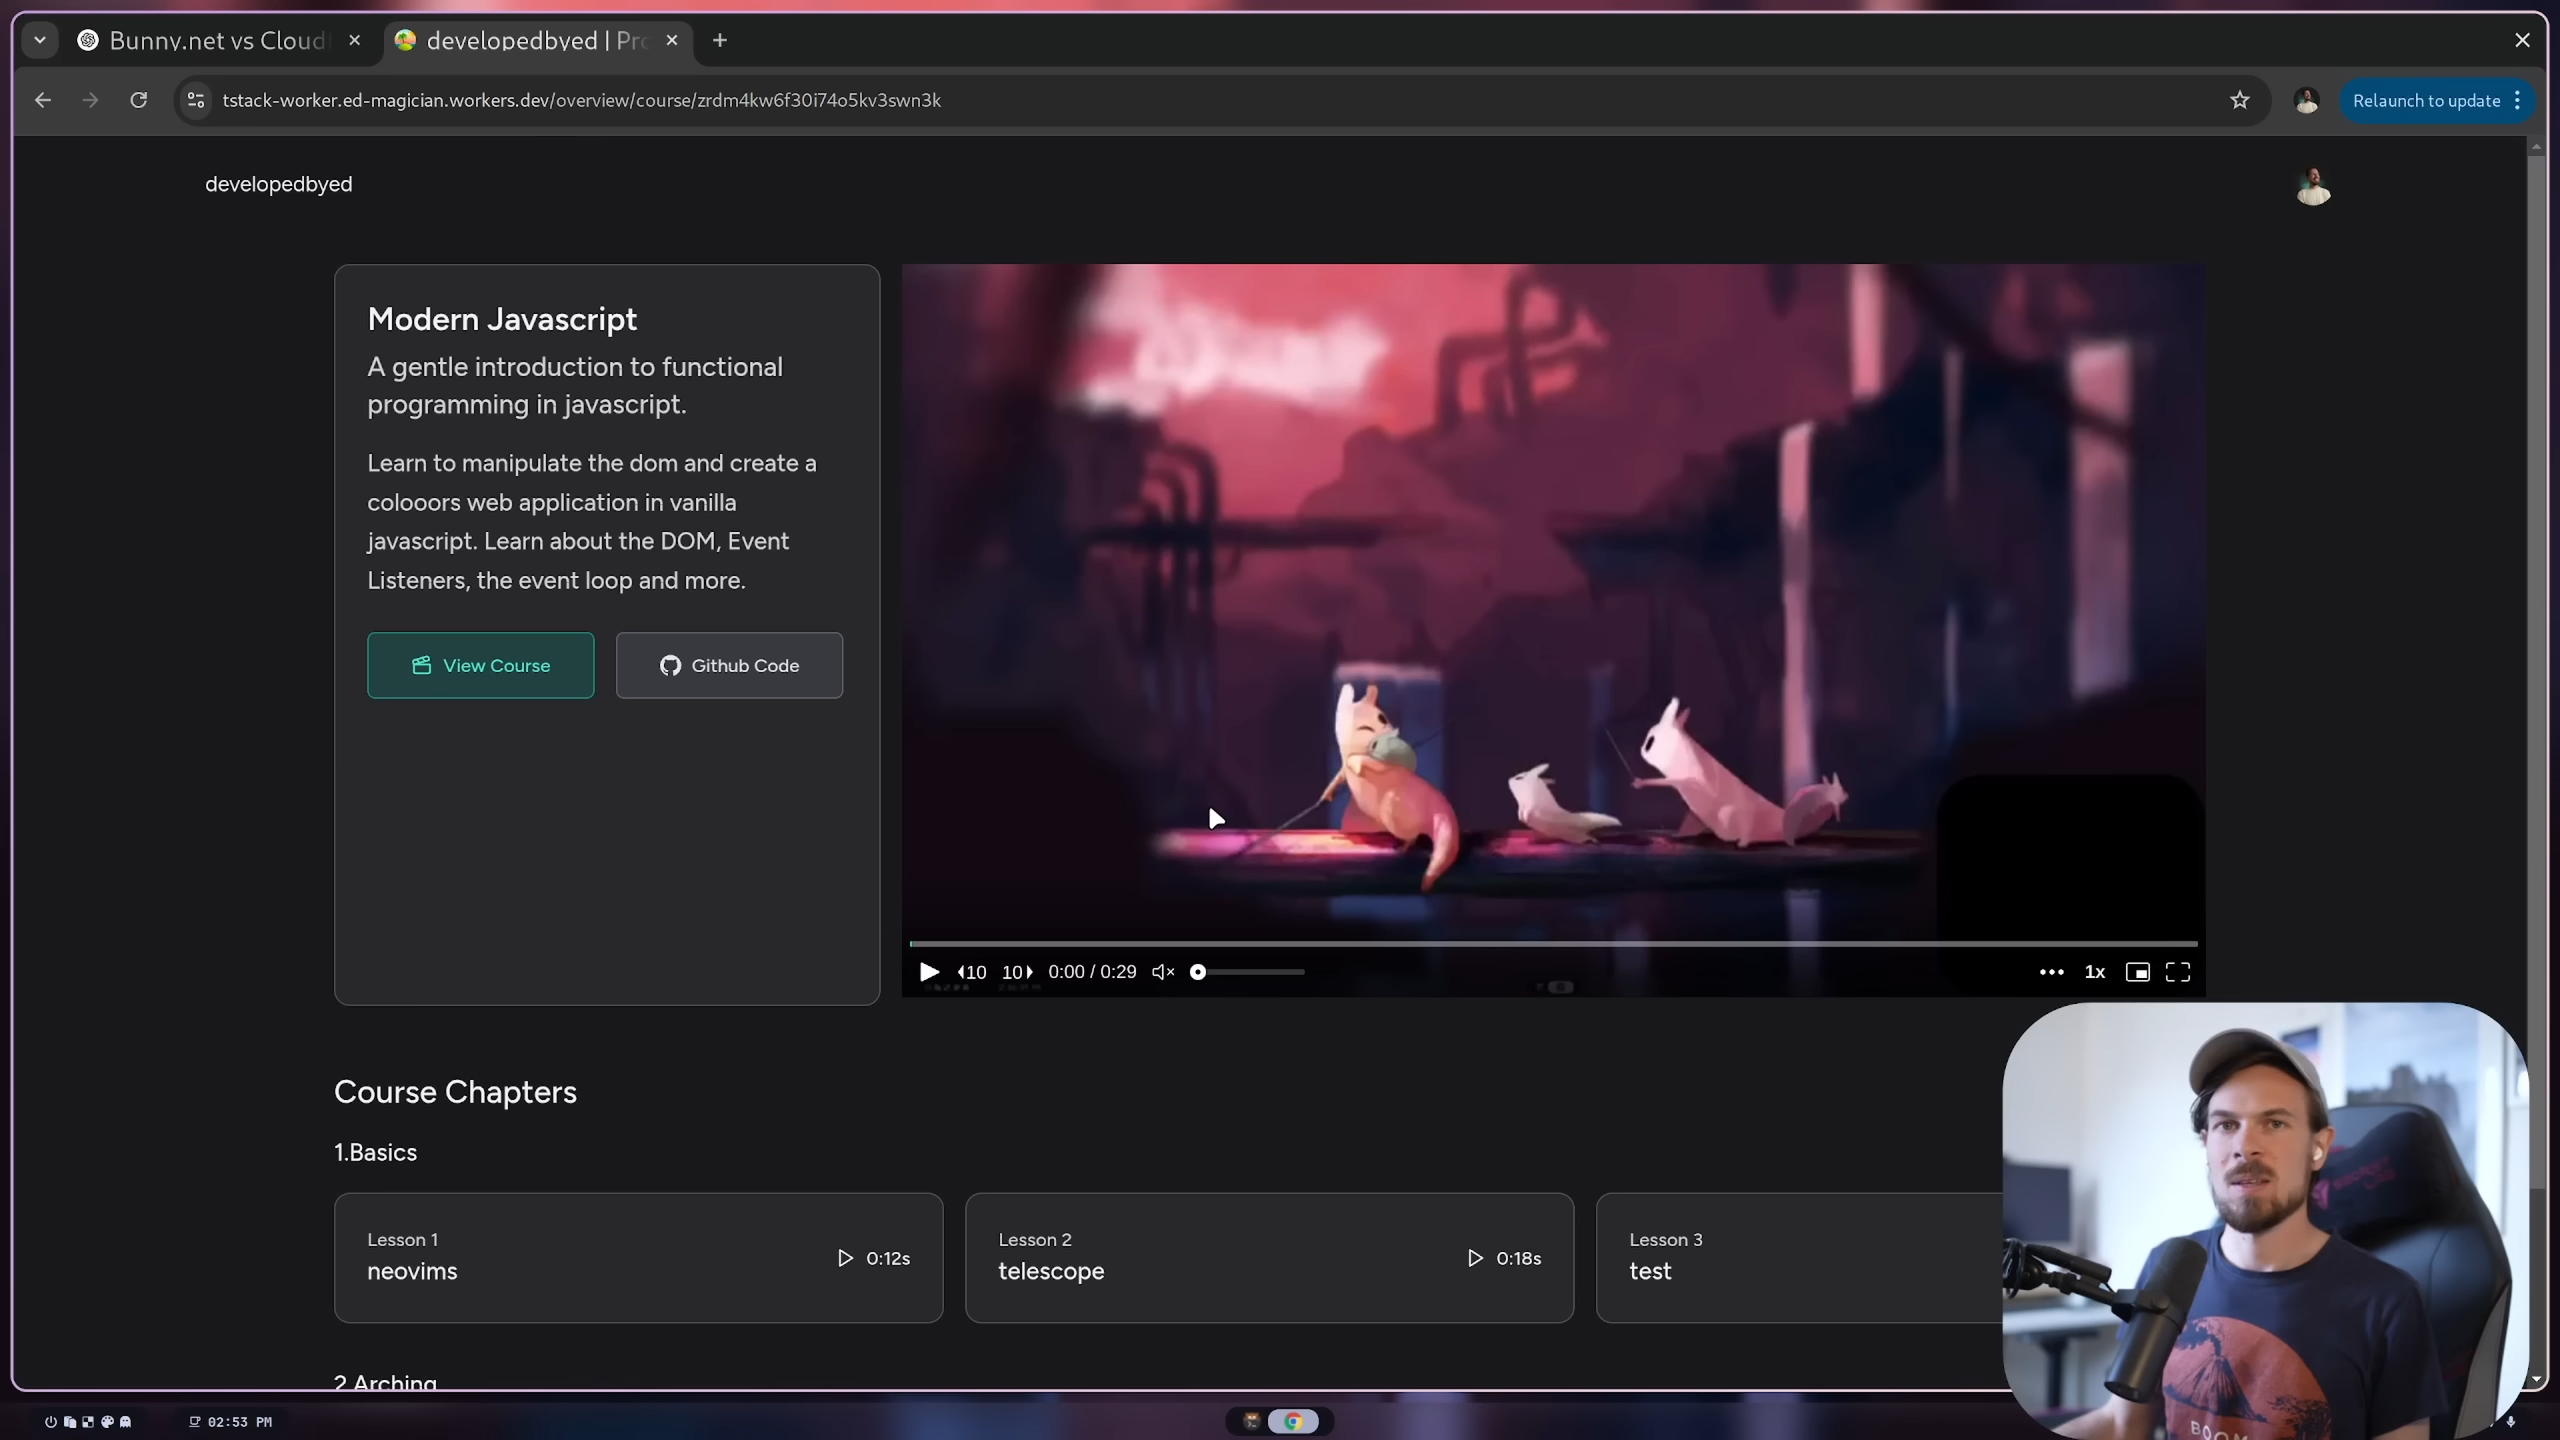 Bunny.net vs Cloud
developedbyed | Pro
tstack-worker.ed-magician.workers.dev/overview/course/zrdm4kw6f30i74o5kv3swn3k
Relaunch to update
developedbyed
Modern Javascript
A gentle introduction to functional
programming in javascript.
Learn to manipulate the dom and create a
colooors web application in vanilla
javascript. Learn about the DOM, Event
Listeners, the event loop and more.
View Course
Github Code
10
10
0:00 / 0:29
1x
Course Chapters
1.Basics
Lesson 1
neovims
0:12s
Lesson 2
telescope
0:18s
Lesson 3
test
2.Arching
02:53 PM